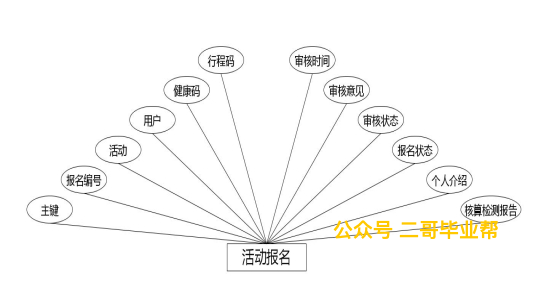 行程码
审核时间
健康码
审核意见
用户
审核状态
活动
报名状态
报名编号
个人介绍
主键
核算检测报告
公众号 二哥毕业帮
活动报名